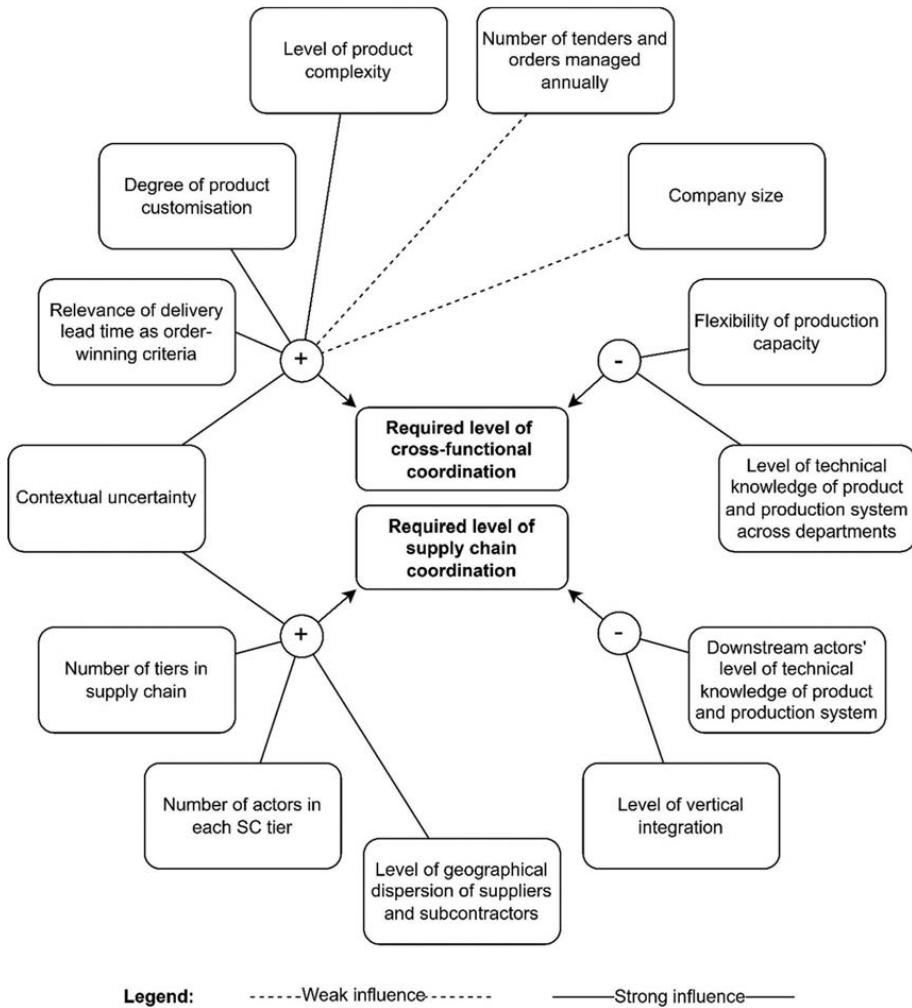 Level of product
complexity
Number of tenders and
orders managed
annually
Degree of product
customisation
Company size
Relevance of delivery
lead time as order-
winning criteria
Flexibility of production
capacity
+
-
Required level of
cross-functional
coordination
Contextual uncertainty
Level of technical
knowledge of product
and production system
across departments
Required level of
supply chain
coordination
+
-
Number of tiers in
supply chain
Downstream actors'
level of technical
knowledge of product
and production system
Number of actors in
each SC tier
Level of vertical
integration
Level of geographical
dispersion of suppliers
and subcontractors
Legend: Weak influence Strong influence